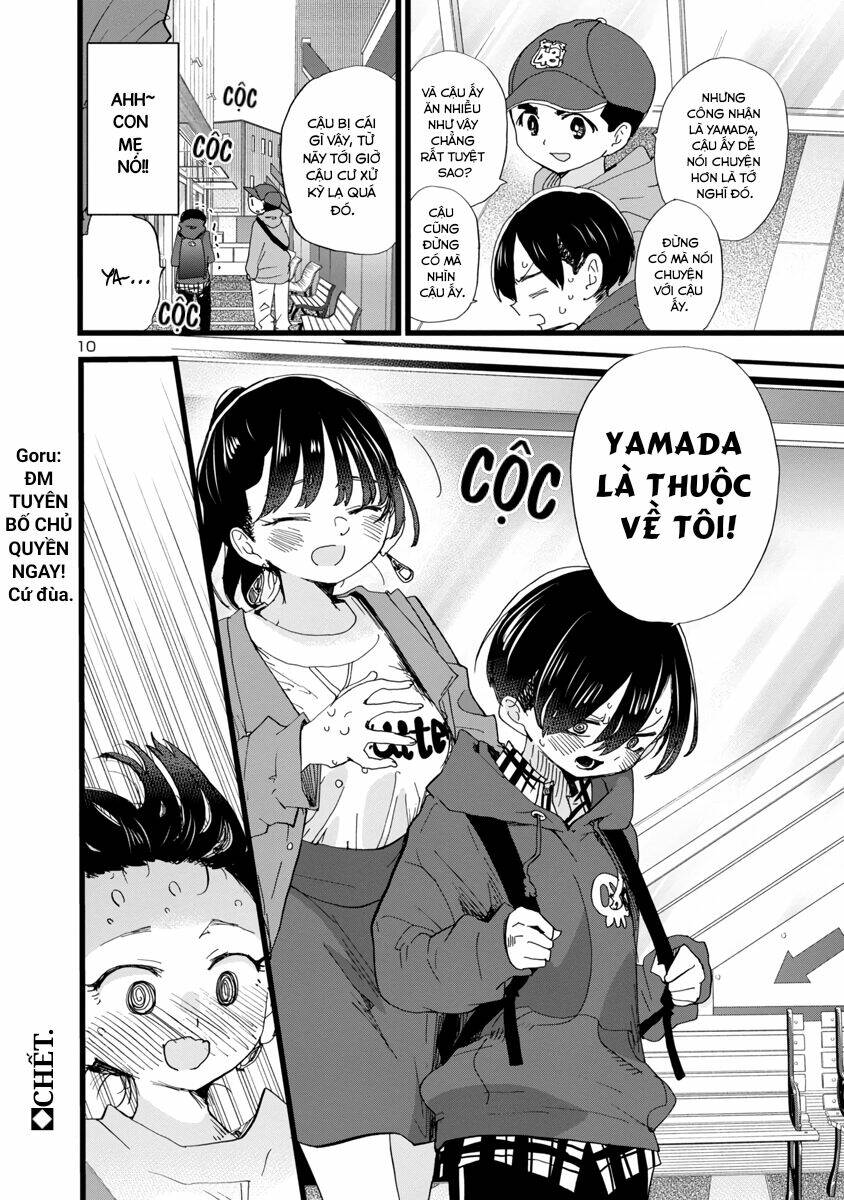 48
NHƯNG
CÔNG NHẬN
LÀ YAMADA,
CẬU ẤY DỄ
NÓI CHUYỆN
HƠN LÀ TỚ
NGHĨ ĐÓ.
VÀ CẬU ẤY
ĂN NHIỀU
NHƯ VẬY
CHẲNG
RẤT TUYỆT
SAO?
ĐỪNG
CÓ MÀ NÓI
CHUYỆN
VỚI CẬU
ẤY.
CẬU
CŨNG
ĐỪNG
CÓ MÀ
NHÌN
CẬU ẤY.
CẬU BỊ CÁI
GÌ VẬY, TỪ
NÃY TỚI GIỜ
CẬU CƯ XỬ
KỲ LẠ QUÁ
ĐÓ.
CỘC
CỘC
CỘC
AHH~
CON
MẸ
NÓ!!
YA...
10
YAMADA
LÀ THUỘC
VỀ TÔI!
CỘC
cute
Goru:
ĐM
TUYÊN
BỐ CHỦ
QUYỀN
NGAY!
Cứ đùa.
◆CHẾT.